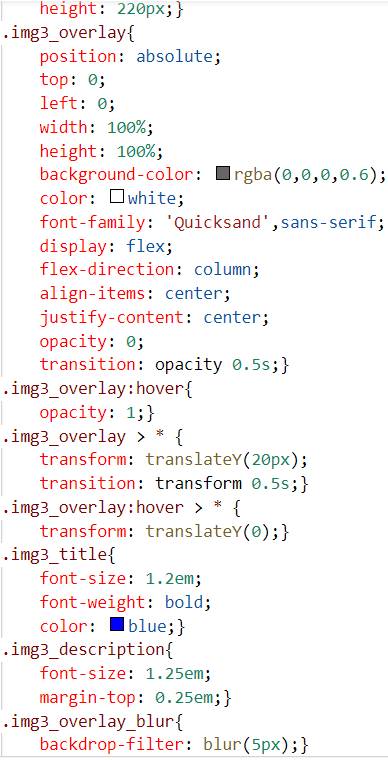 height: 220px;}
.img3_overlay{
position: absolute;
top: 0;
left: 0;
width: 100%;
height: 100%;
background-color: rgba(0,0,0,0.6);
color: white;
font-family: 'Quicksand',sans-serif;
display: flex;
flex-direction: column;
align-items: center;
justify-content: center;
opacity: 0;
transition: opacity 0.5s;}
.img3_overlay:hover{
opacity: 1;}
.img3_overlay > * {
transform: translateY(20px);
transition: transform 0.5s;}
.img3_overlay:hover > * {
transform: translateY(0);}
.img3_title{
font-size: 1.2em;
font-weight: bold;
color: blue;}
.img3_description{
font-size: 1.25em;
margin-top: 0.25em;}
.img3_overlay_blur{
backdrop-filter: blur(5px);}